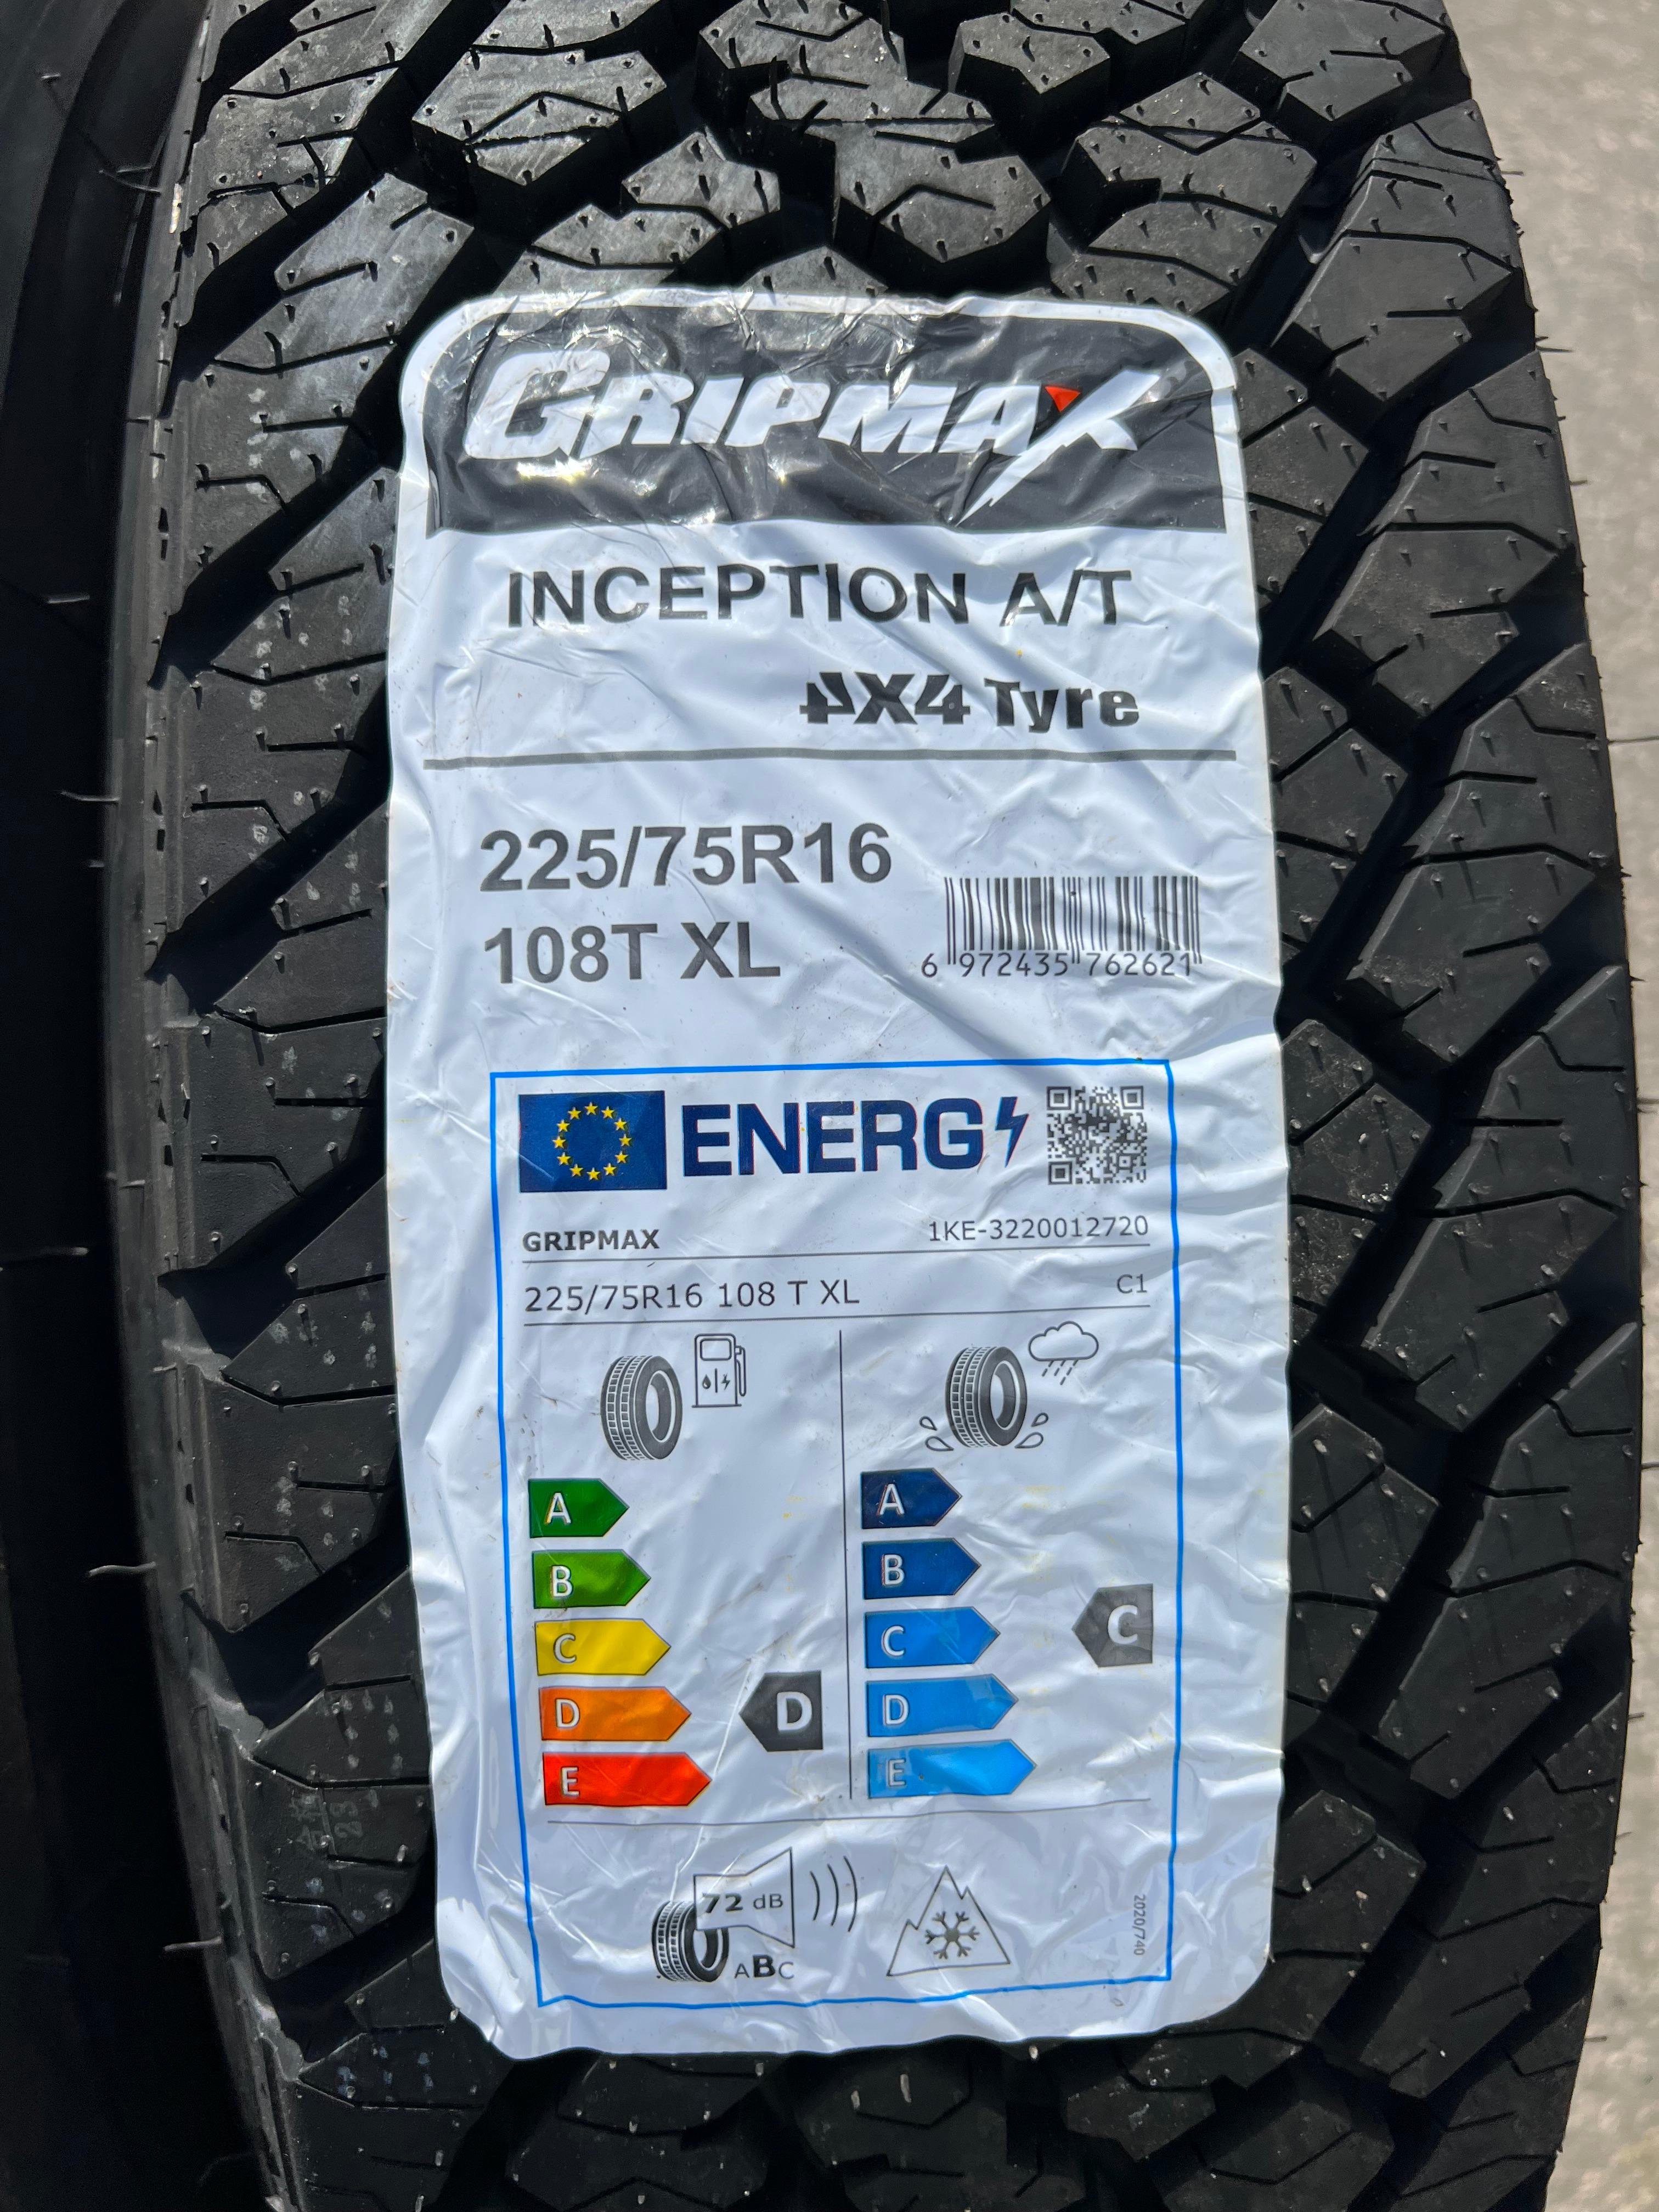 GRIPMAX
INCEPTION A/T
4X4 Tyre
225/75R16
108T XL
6 972435 762621
ENERG
GRIPMAX 1KE-3220012720
225/75R16 108 T XL C1
A A
B B
C C C
D D D
E E
72 dB
ABC
2020/740